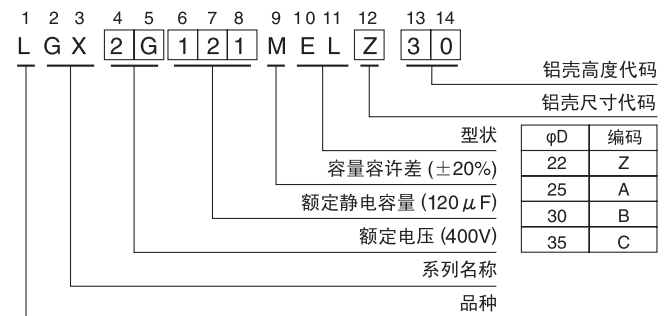 1 2 3 4 5 6 7 8 9 10 11 12 13 14
L G X 2 G 1 2 1 M E L Z 3 0
铝壳高度代码
铝壳尺寸代码
型状
容量容许差 (±20%)
额定静电容量 (120μF)
额定电压 (400V)
系列名称
品种
φD 编码
22 Z
25 A
30 B
35 C